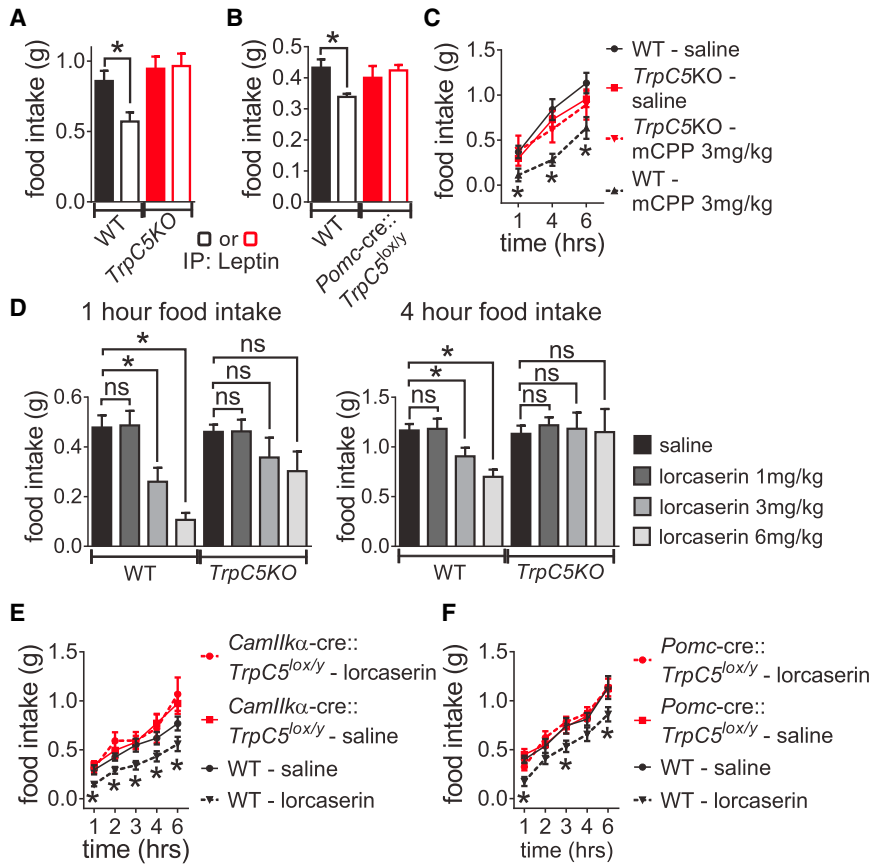 A
food intake (g)
1.0
0.5
0.0
*
WT
TrpC5KO
B
food intake (g)
0.5
0.4
0.3
0.2
0.1
0.0
*
WT
Pomc-cre::
TrpC5lox/y
or
IP: Leptin
C
food intake (g)
1.5
1.0
0.5
0.0
* * *
1 4 6
time (hrs)
WT - saline
TrpC5KO -
saline
TrpC5KO -
mCPP 3mg/kg
WT -
mCPP 3mg/kg
D
1 hour food intake
food intake (g)
0.6
0.4
0.2
0.0
*
*
ns
ns
ns
ns
WT
TrpC5KO
4 hour food intake
food intake (g)
1.5
1.0
0.5
0.0
*
*
ns
ns
ns
ns
WT
TrpC5KO
saline
lorcaserin 1mg/kg
lorcaserin 3mg/kg
lorcaserin 6mg/kg
E
food intake (g)
1.5
1.0
0.5
0.0
* * * * *
1 2 3 4 6
time (hrs)
CamIIkα-cre::
TrpC5lox/y - lorcaserin
CamIIkα-cre::
TrpC5lox/y - saline
WT - saline
WT - lorcaserin
F
food intake (g)
1.5
1.0
0.5
0.0
* * *
1 2 3 4 6
time (hrs)
Pomc-cre::
TrpC5lox/y - lorcaserin
Pomc-cre::
TrpC5lox/y - saline
WT - saline
WT - lorcaserin